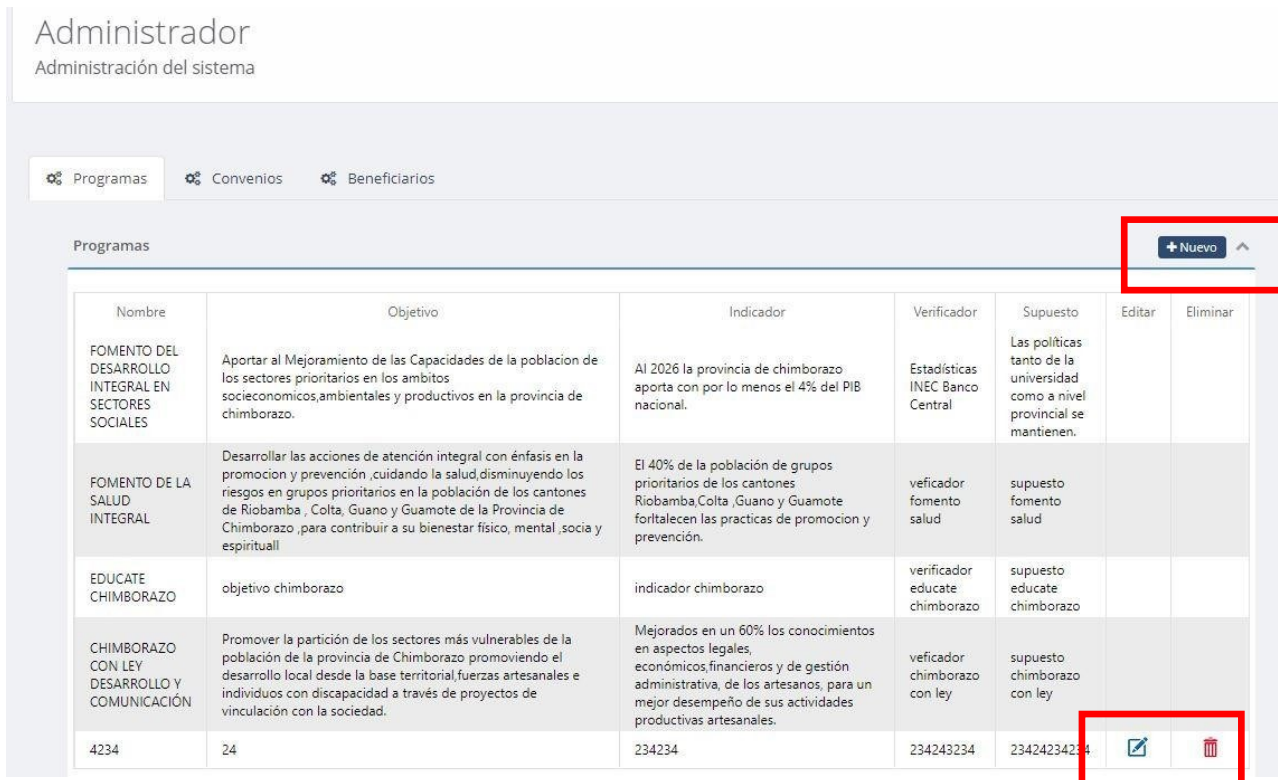 Administrador
Administración del sistema
Programas
Convenios
Beneficiarios
Programas
+ Nuevo
Nombre
Objetivo
Indicador
Verificador
Supuesto
Editar
Eliminar
FOMENTO DEL
DESARROLLO
INTEGRAL EN
SECTORES
SOCIALES
Aportar al Mejoramiento de las Capacidades de la poblacion de
los sectores prioritarios en los ambitos
socieconomicos,ambientales y productivos en la provincia de
chimborazo.
Al 2026 la provincia de chimborazo
aporta con por lo menos el 4% del PIB
nacional.
Estadísticas
INEC Banco
Central
Las políticas
tanto de la
universidad
como a nivel
provincial se
mantienen.
FOMENTO DE LA
SALUD
INTEGRAL
Desarrollar las acciones de atención integral con énfasis en la
promocion y prevención ,cuidando la salud,disminuyendo los
riesgos en grupos prioritarios en la población de los cantones
de Riobamba , Colta, Guano y Guamote de la Provincia de
Chimborazo ,para contribuir a su bienestar físico, mental ,socia y
espirituall
El 40% de la población de grupos
prioritarios de los cantones
Riobamba,Colta ,Guano y Guamote
forltalecen las practicas de promocion y
prevención.
veficador
fomento
salud
supuesto
fomento
salud
EDUCATE
CHIMBORAZO
objetivo chimborazo
indicador chimborazo
verificador
educate
chimborazo
supuesto
educate
chimborazo
CHIMBORAZO
CON LEY
DESARROLLO Y
COMUNICACIÓN
Promover la partición de los sectores más vulnerables de la
población de la provincia de Chimborazo promoviendo el
desarrollo local desde la base territorial,fuerzas artesanales e
individuos con discapacidad a través de proyectos de
vinculación con la sociedad.
Mejorados en un 60% los conocimientos
en aspectos legales,
económicos,financieros y de gestión
administrativa, de los artesanos, para un
mejor desempeño de sus actividades
productivas artesanales.
veficador
chimborazo
con ley
supuesto
chimborazo
con ley
4234
24
234234
234243234
23424234234